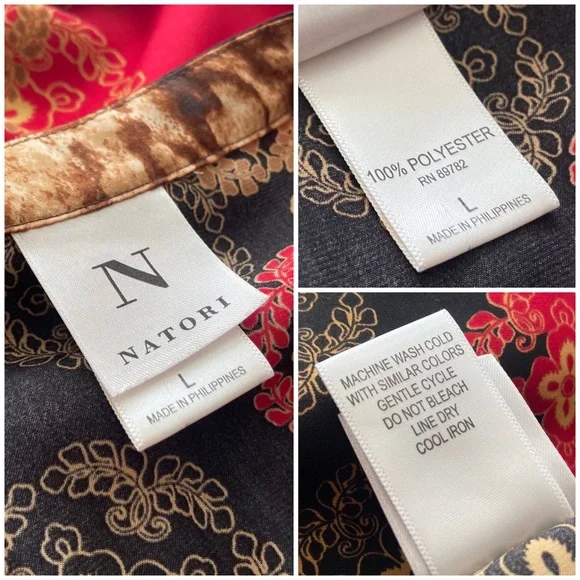 N
NATORI
L
MADE IN PHILIPPINES
100% POLYESTER
RN 89782
L
MADE IN PHILIPPINES
MACHINE WASH COLD
WITH SIMILAR COLORS
GENTLE CYCLE
DO NOT BLEACH
LINE DRY
COOL IRON